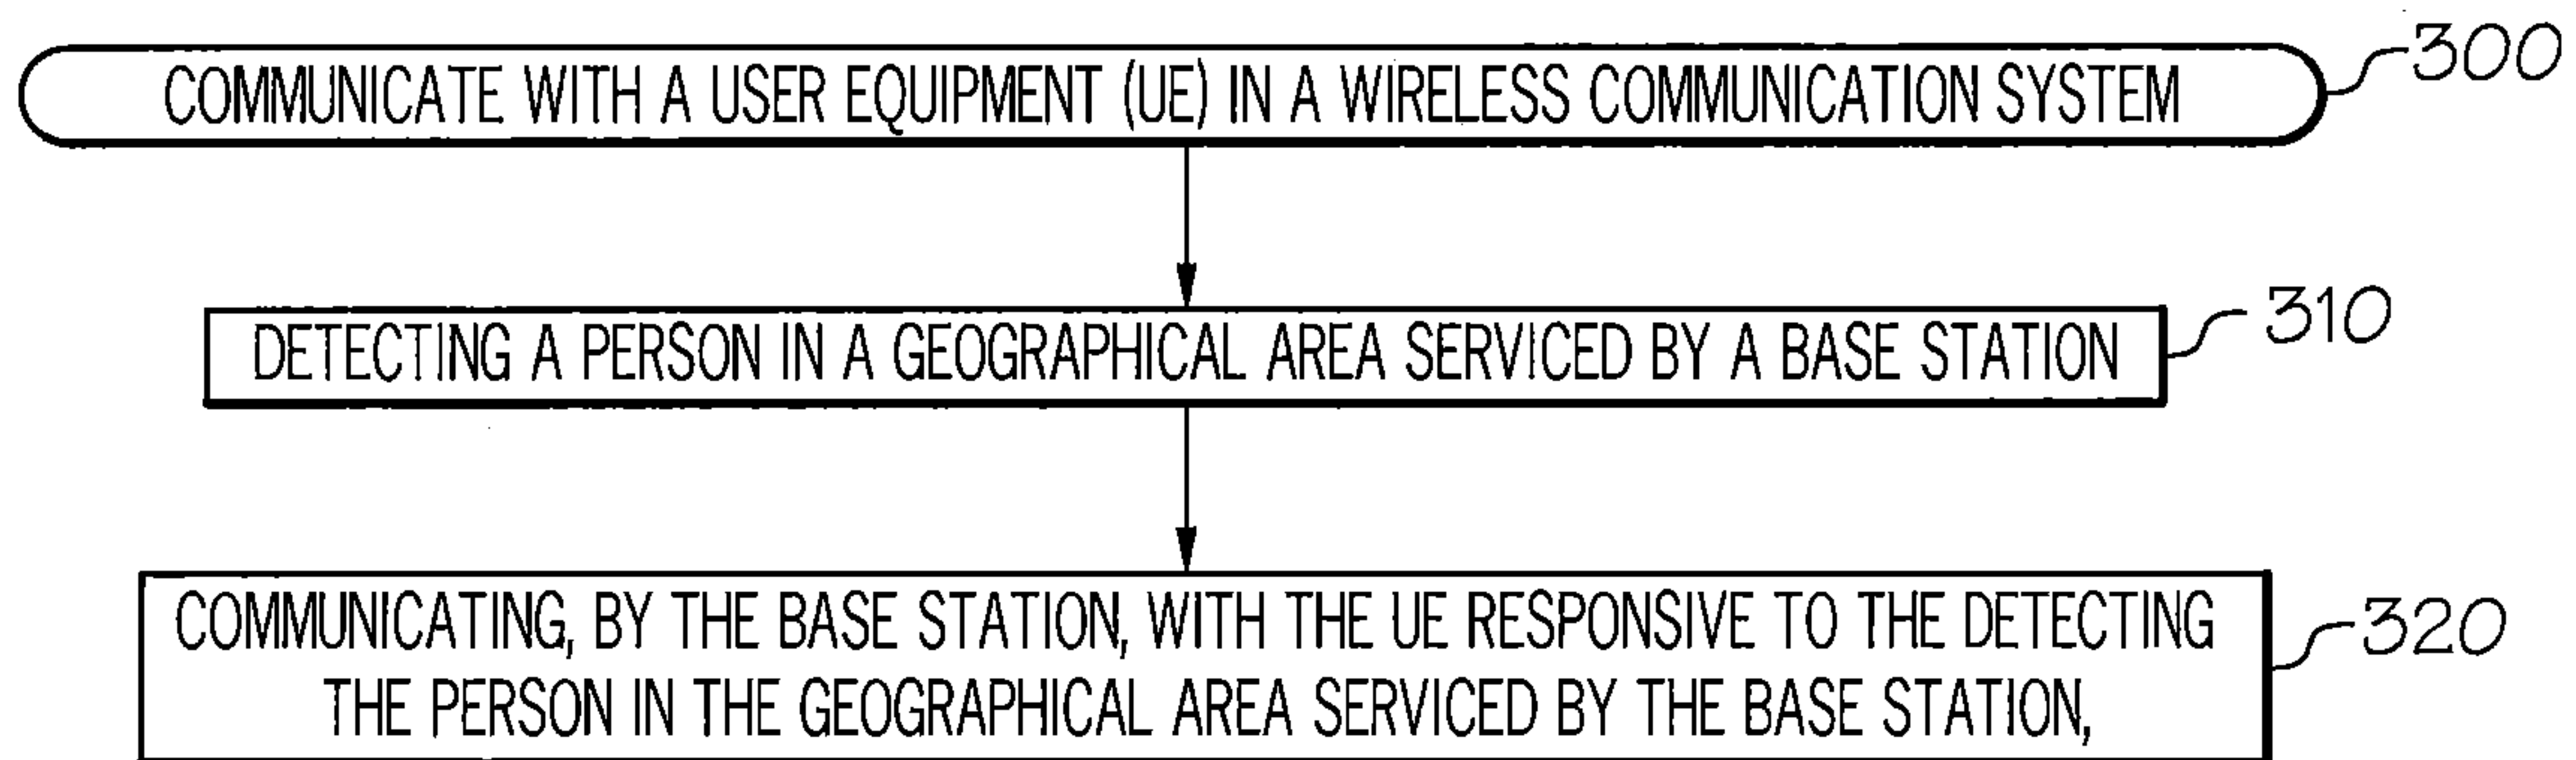 COMMUNICATE WITH A USER EQUIPMENT (UE) IN A WIRELESS COMMUNICATION SYSTEM
300
DETECTING A PERSON IN A GEOGRAPHICAL AREA SERVICED BY A BASE STATION
310
COMMUNICATING, BY THE BASE STATION, WITH THE UE RESPONSIVE TO THE DETECTING
THE PERSON IN THE GEOGRAPHICAL AREA SERVICED BY THE BASE STATION,
320